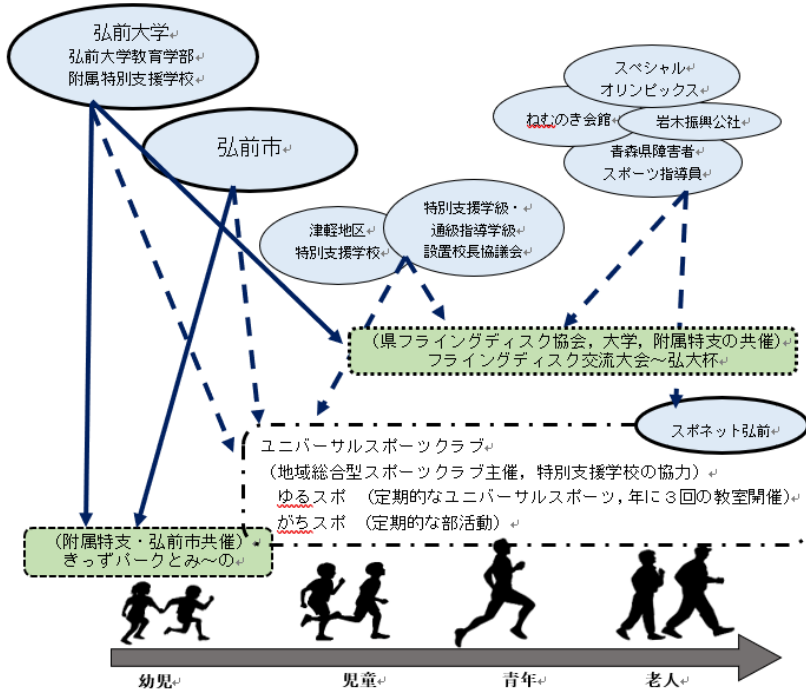 弘前大学
弘前大学教育学部
附属特別支援学校
弘前市
スペシャル
オリンピックス
ねむのき会館
岩木振興公社
青森県障害者
スポーツ指導員
津軽地区
特別支援学校
特別支援学級・
通級指導学級
設置校長協議会
（県フライングディスク協会，大学，附属特支の共催）
フライングディスク交流大会～弘大杯
スポネット弘前
ユニバーサルスポーツクラブ
（地域総合型スポーツクラブ主催，特別支援学校の協力）
ゆるスポ　（定期的なユニバーサルスポーツ，年に３回の教室開催）
がちスポ　（定期的な部活動）
（附属特支・弘前市共催）
きっずパークとみ～の
幼児
児童
青年
老人